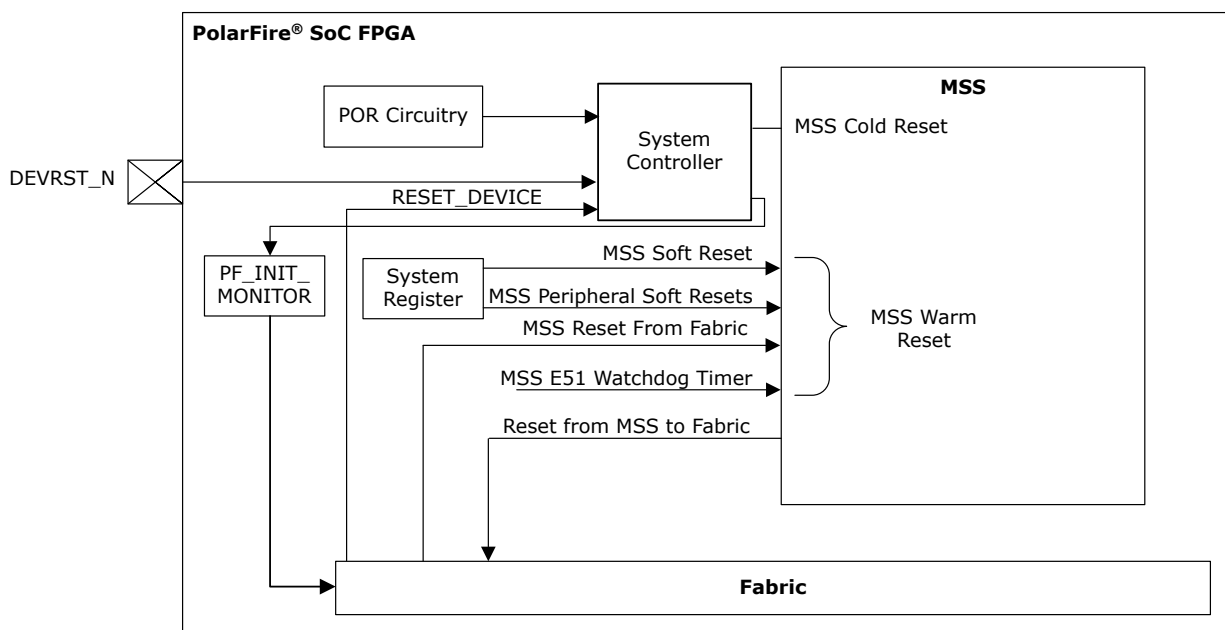 PolarFire® SoC FPGA
MSS
POR Circuitry
System
Controller
MSS Cold Reset
DEVRST_N
RESET_DEVICE
PF_INIT_
MONITOR
System
Register
MSS Soft Reset
MSS Peripheral Soft Resets
MSS Reset From Fabric
MSS E51 Watchdog Timer
MSS Warm
Reset
Reset from MSS to Fabric
Fabric